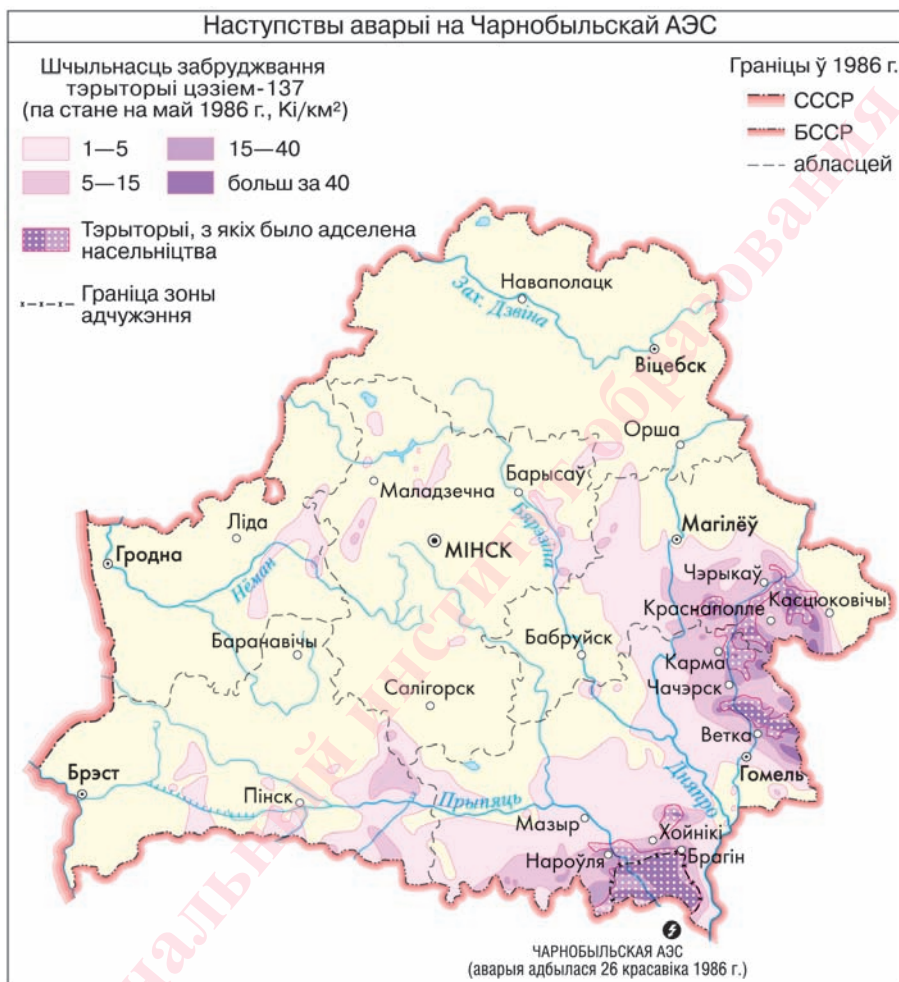 Наступствы аварыі на Чарнобыльскай АЭС
Шчыльнасць забруджвання
тэрыторыі цэзіем-137
(па стане на май 1986 г., Кі/км²)
1—5
15—40
5—15
больш за 40
Тэрыторыі, з якіх было адселена
насельніцтва
Граніца зоны
адчужэння
Граніцы ў 1986 г.
СССР
БССР
абласцей
Наваполацк
Зах. Дзвіна
Віцебск
Орша
Барысаў
Маладзечна
Бярэзіна
Ліда
Магілёў
МІНСК
Гродна
Нёман
Чэрыкаў
Краснаполле
Касцюковічы
Баранавічы
Бабруйск
Карма
Чачэрск
Салігорск
Ветка
Гомель
Брэст
Пінск
Прыпяць
Дняпро
Мазыр
Хойнікі
Нароўля
Брагін
ЧАРНОБЫЛЬСКАЯ АЭС
(аварыя адбылася 26 красавіка 1986 г.)
институт образования